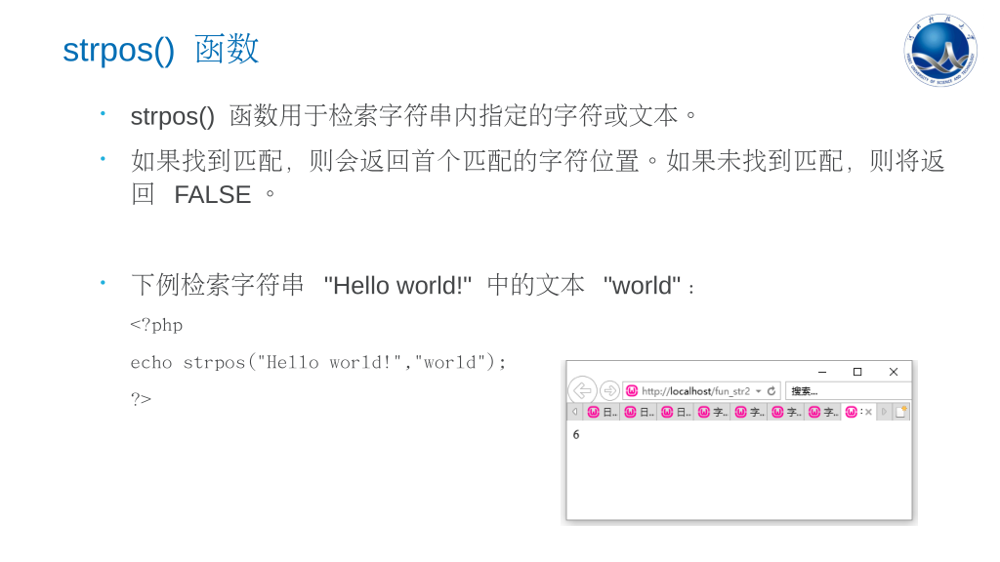 strpos() 函数
strpos() 函数用于检索字符串内指定的字符或文本。
如果找到匹配，则会返回首个匹配的字符位置。如果未找到匹配，则将返
回 FALSE 。
下例检索字符串 "Hello world!" 中的文本 "world"：
<?php
echo strpos("Hello world!","world");
?>
http://localhost/fun_str2
搜索...
日.. 日.. 日.. 字.. 字.. 字.. 字..
6